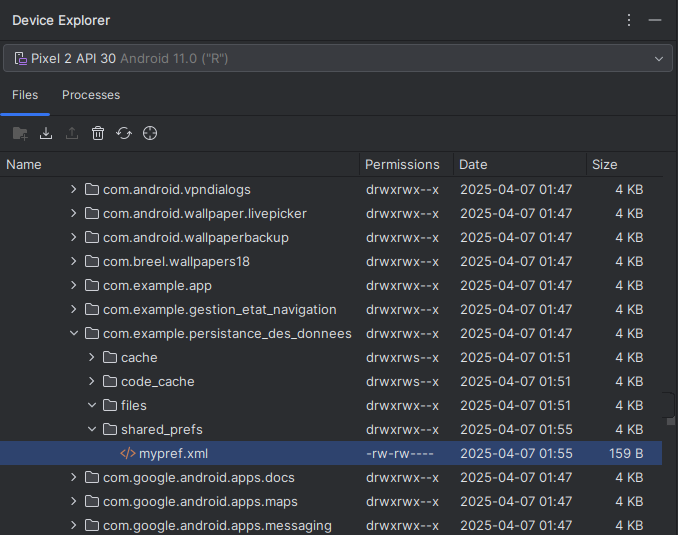 Device Explorer
Pixel 2 API 30 Android 11.0 ("R")
Files Processes
Name Permissions Date Size
com.android.vpndialogs drwxrwx--x 2025-04-07 01:47 4 KB
com.android.wallpaper.livepicker drwxrwx--x 2025-04-07 01:47 4 KB
com.android.wallpaperbackup drwxrwx--x 2025-04-07 01:47 4 KB
com.breel.wallpapers18 drwxrwx--x 2025-04-07 01:47 4 KB
com.example.app drwxrwx--x 2025-04-07 01:47 4 KB
com.example.gestion_etat_navigation drwxrwx--x 2025-04-07 01:47 4 KB
com.example.persistance_des_donnees drwxrwx--x 2025-04-07 01:47 4 KB
cache drwxrws--x 2025-04-07 01:51 4 KB
code_cache drwxrws--x 2025-04-07 01:51 4 KB
files drwxrwx--x 2025-04-07 01:51 4 KB
shared_prefs drwxrwx--x 2025-04-07 01:55 4 KB
mypref.xml -rw-rw---- 2025-04-07 01:55 159 B
com.google.android.apps.docs drwxrwx--x 2025-04-07 01:47 4 KB
com.google.android.apps.maps drwxrwx--x 2025-04-07 01:47 4 KB
com.google.android.apps.messaging drwxrwx--x 2025-04-07 01:47 4 KB